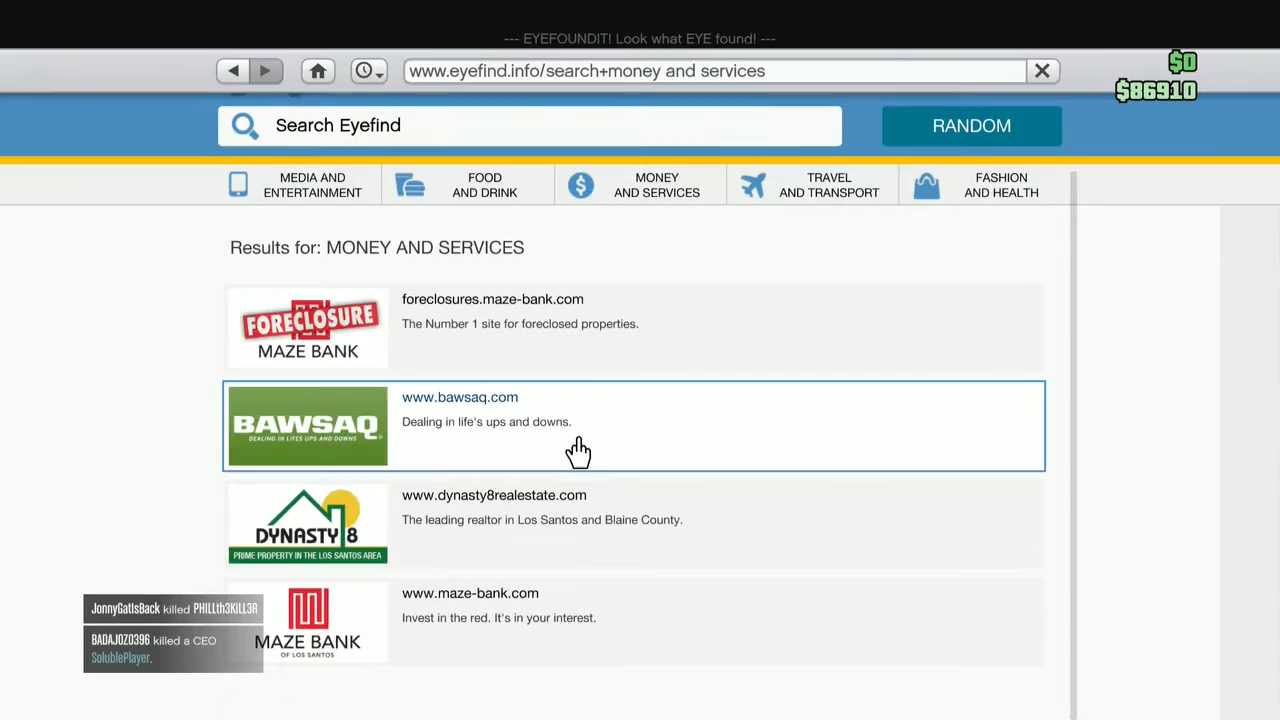 --- EYEFOUNDIT! Look what EYE found! ---
www.eyefind.info/search+money and services
$0
$86910
Search Eyefind
RANDOM
MEDIA AND
ENTERTAINMENT
FOOD
AND DRINK
MONEY
AND SERVICES
TRAVEL
AND TRANSPORT
FASHION
AND HEALTH
Results for: MONEY AND SERVICES
FORECLOSURE
MAZE BANK
foreclosures.maze-bank.com
The Number 1 site for foreclosed properties.
BAWSAQ
DEALING IN LIFES UPS AND DOWNS
www.bawsaq.com
Dealing in life's ups and downs.
DYNASTY 8
PRIME PROPERTY IN THE LOS SANTOS AREA
www.dynasty8realestate.com
The leading realtor in Los Santos and Blaine County.
MAZE BANK
OF LOS SANTOS
www.maze-bank.com
Invest in the red. It's in your interest.
JonnyGatIsBack killed PHILLth3KILL3R
BADAJOZ0396 killed a CEO
SolublePlayer.